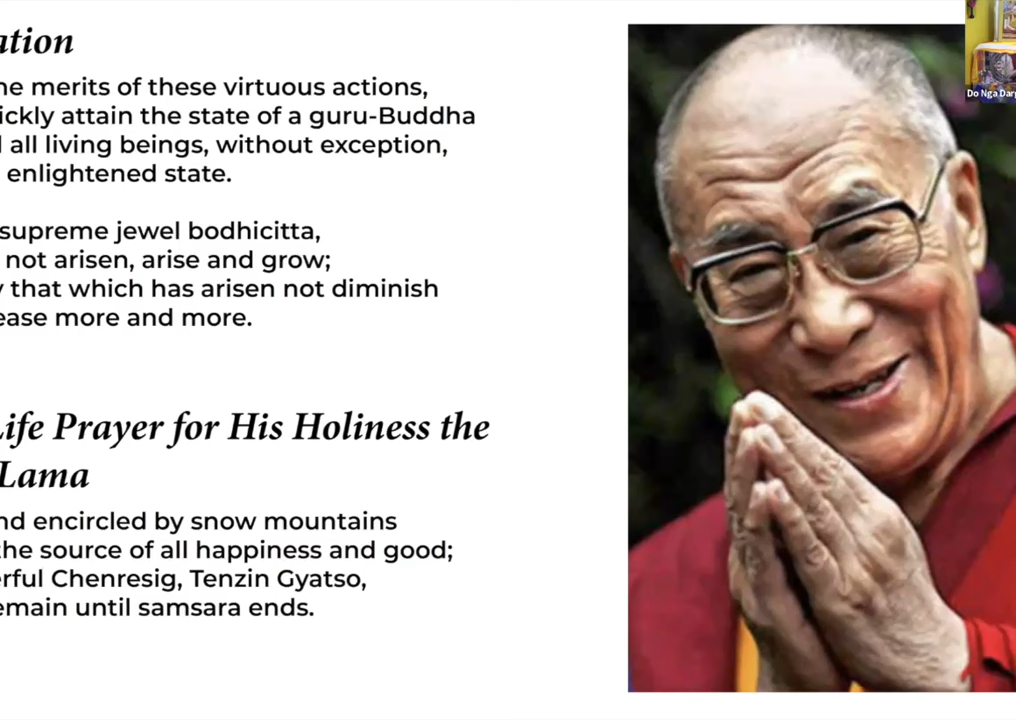 ation
he merits of these virtuous actions,
ickly attain the state of a guru-Buddha
all living beings, without exception,
enlightened state.
supreme jewel bodhicitta,
not arisen, arise and grow;
that which has arisen not diminish
ease more and more.
Life Prayer for His Holiness the
Lama
nd encircled by snow mountains
the source of all happiness and good;
erful Chenresig, Tenzin Gyatso,
emain until samsara ends.
Do Nga Darg